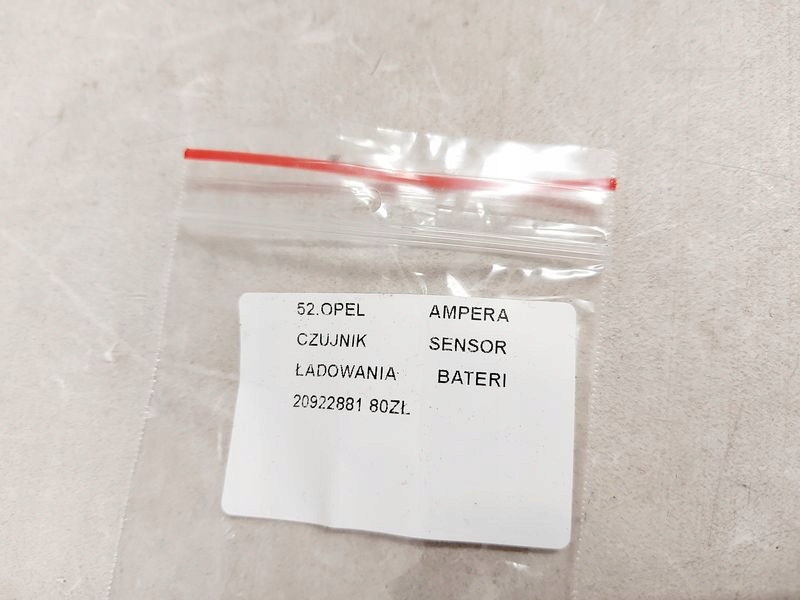 52.OPEL AMPERA
CZUJNIK SENSOR
ŁADOWANIA BATERI
20922881 80ZŁ